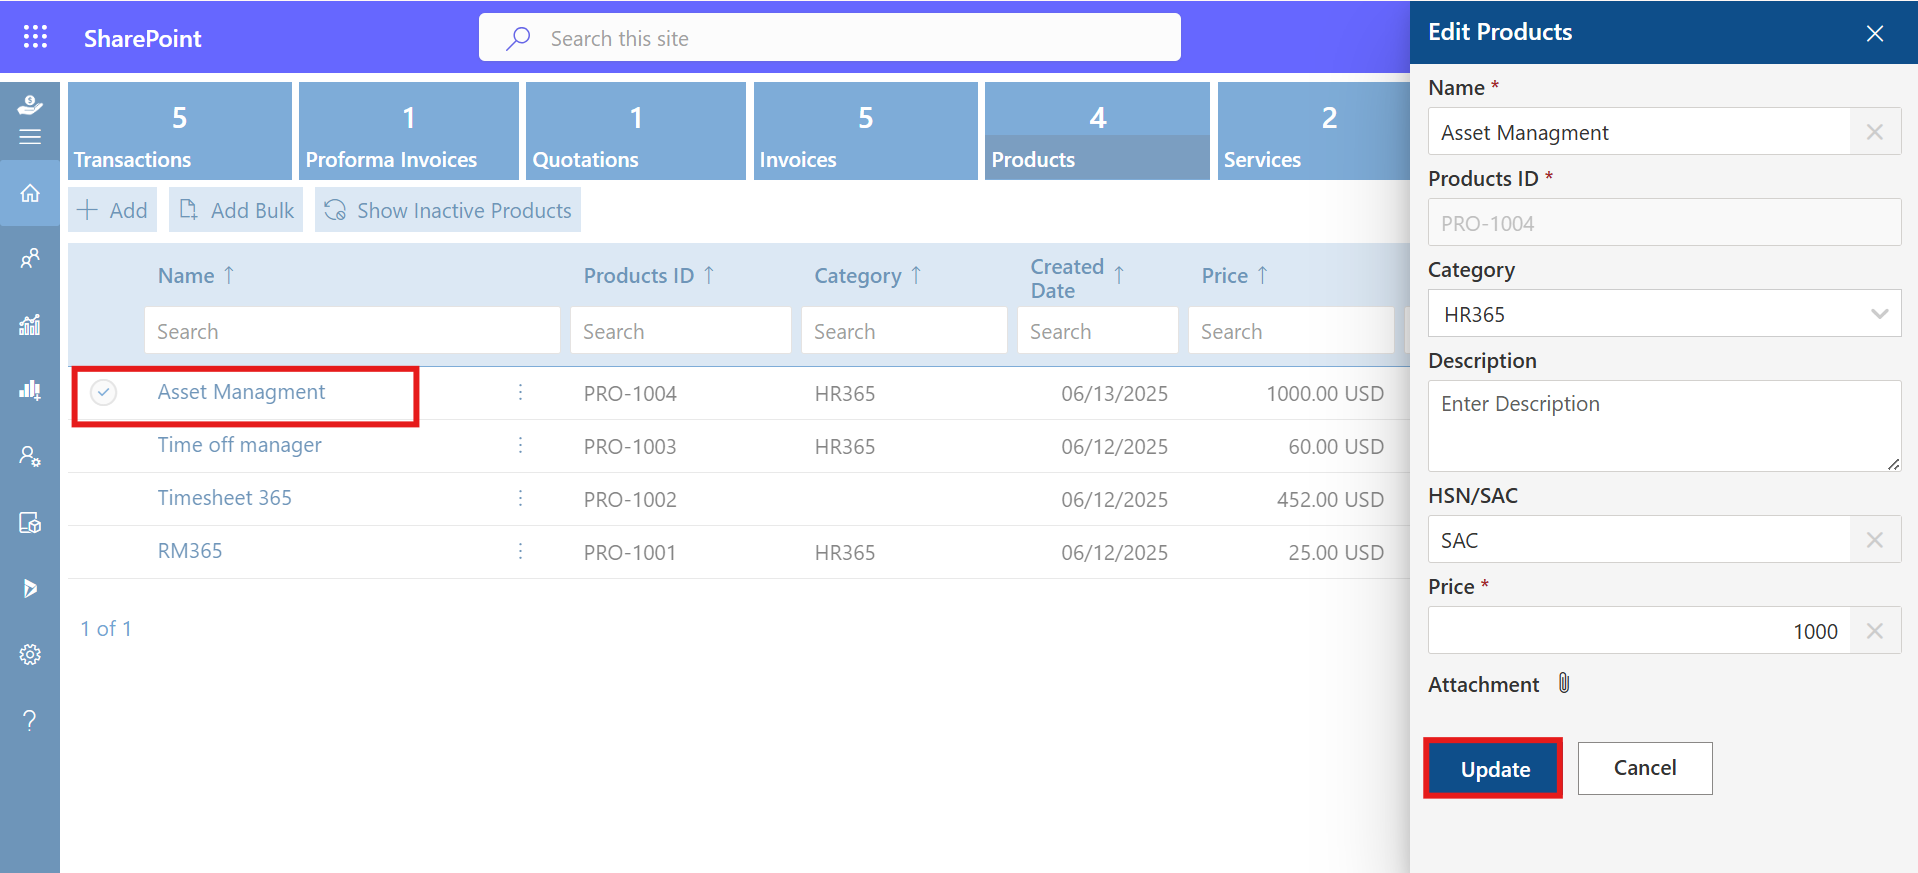 SharePoint
Search this site
5
Transactions
1
Proforma Invoices
1
Quotations
5
Invoices
4
Products
2
Services
Add
Add Bulk
Show Inactive Products
Name ↑
Products ID ↑
Category ↑
Created Date ↑
Price ↑
Search
Search
Search
Search
Search
Asset Managment PRO-1004 HR365 06/13/2025 1000.00 USD
Time off manager PRO-1003 HR365 06/12/2025 60.00 USD
Timesheet 365 PRO-1002 06/12/2025 452.00 USD
RM365 PRO-1001 HR365 06/12/2025 25.00 USD
1 of 1
Edit Products
Name *
Asset Managment
Products ID *
PRO-1004
Category
HR365
Description
Enter Description
HSN/SAC
SAC
Price *
1000
Attachment
Update
Cancel